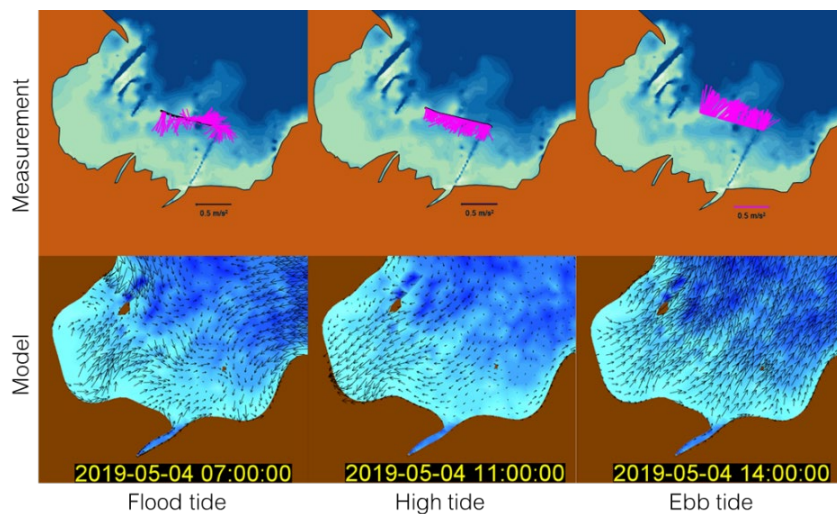 Measurement
0.5 m/s²
0.5 m/s²
0.5 m/s²
Model
2019-05-04 07:00:00
2019-05-04 11:00:00
2019-05-04 14:00:00
Flood tide
High tide
Ebb tide